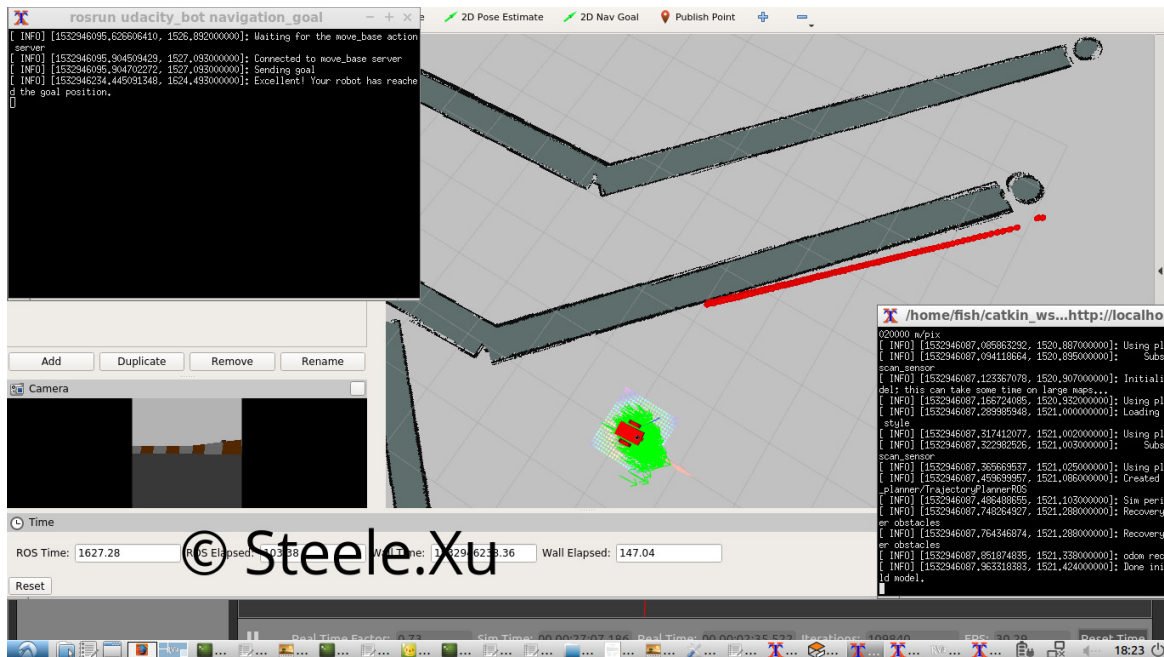 rosrun udacity_bot navigation_goal
2D Pose Estimate
2D Nav Goal
Publish Point
[ INFO] [1532946095.626606410, 1526.892000000]: Waiting for the move_base action
server
[ INFO] [1532946095.904509429, 1527.093000000]: Connected to move_base server
[ INFO] [1532946095.904702272, 1527.093000000]: Sending goal
[ INFO] [1532946234.445091348, 1624.493000000]: Excellent! Your robot has reache
d the goal position.
/home/fish/catkin_ws...http://localho
020000 m/pix
[ INFO] [1532946087.085863292, 1520.887000000]: Using pl
[ INFO] [1532946087.094118664, 1520.895000000]: Subs
scan_sensor
[ INFO] [1532946087.123367078, 1520.907000000]: Initiali
del; this can take some time on large maps...
[ INFO] [1532946087.166724085, 1520.932000000]: Using pl
[ INFO] [1532946087.289985948, 1521.000000000]: Loading
style
[ INFO] [1532946087.317412077, 1521.002000000]: Using pl
[ INFO] [1532946087.322982526, 1521.003000000]: Subs
scan_sensor
[ INFO] [1532946087.365669537, 1521.025000000]: Using pl
[ INFO] [1532946087.459699957, 1521.086000000]: Created
_planner/TrajectoryPlannerROS
[ INFO] [1532946087.486488655, 1521.103000000]: Sim peri
[ INFO] [1532946087.748264927, 1521.288000000]: Recovery
er obstacles
[ INFO] [1532946087.764346874, 1521.288000000]: Recovery
er obstacles
[ INFO] [1532946087.851874835, 1521.338000000]: odom rec
[ INFO] [1532946087.963318383, 1521.424000000]: Done ini
ld model.
Add
Duplicate
Remove
Rename
Camera
Time
ROS Time: 1627.28
ROS Elapsed: 103.38
Wall Time:
Wall Elapsed: 147.04
© Steele.Xu
Reset
Real Time Factor: 0.73
Sim Time: 00 00:27:07.186
Real Time: 00 00:02:35.522
Iterations: 109840
FPS: 30.29
Reset Time
18:23